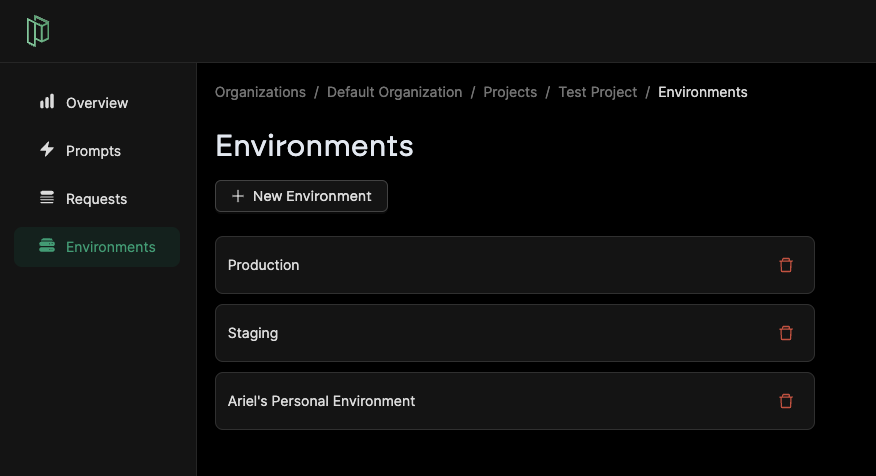 Overview
Prompts
Requests
Environments
Organizations / Default Organization / Projects / Test Project / Environments
Environments
New Environment
Production
Staging
Ariel's Personal Environment